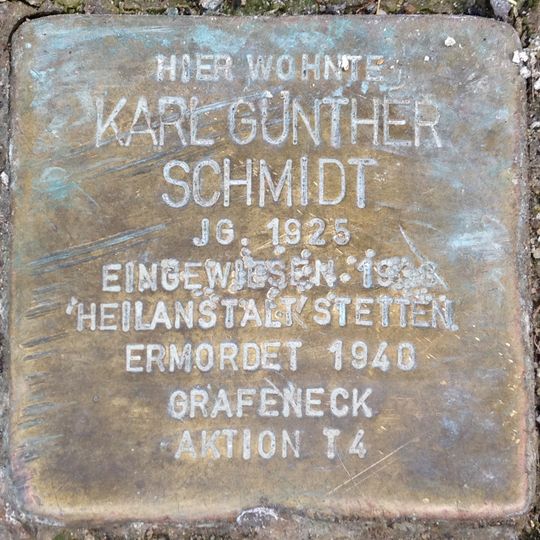 HIER WOHNTE
KARL GÜNTHER
SCHMIDT
JG. 1925
EINGEWIESEN
'HEILANSTALT' STETTEN
ERMORDET 1940
GRAFENECK
AKTION T4